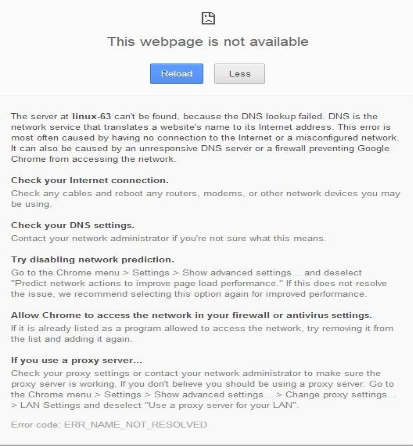 This webpage is not available
Reload Less
The server at linux-63 can't be found, because the DNS lookup failed. DNS is the
network service that translates a website's name to its Internet address. This error is
most often caused by having no connection to the Internet or a misconfigured network.
It can also be caused by an unresponsive DNS server or a firewall preventing Google
Chrome from accessing the network.
Check your Internet connection.
Check any cables and reboot any routers, modems, or other network devices you may
be using.
Check your DNS settings.
Contact your network administrator if you're not sure what this means.
Try disabling network prediction.
Go to the Chrome menu > Settings > Show advanced settings... and deselect
"Predict network actions to improve page load performance." If this does not resolve
the issue, we recommend selecting this option again for improved performance.
Allow Chrome to access the network in your firewall or antivirus settings.
If it is already listed as a program allowed to access the network, try removing it from
the list and adding it again.
If you use a proxy server...
Check your proxy settings or contact your network administrator to make sure the
proxy server is working. If you don't believe you should be using a proxy server: Go to
the Chrome menu > Settings > Show advanced settings... > Change proxy settings...
> LAN Settings and deselect "Use a proxy server for your LAN".
Error code: ERR_NAME_NOT_RESOLVED